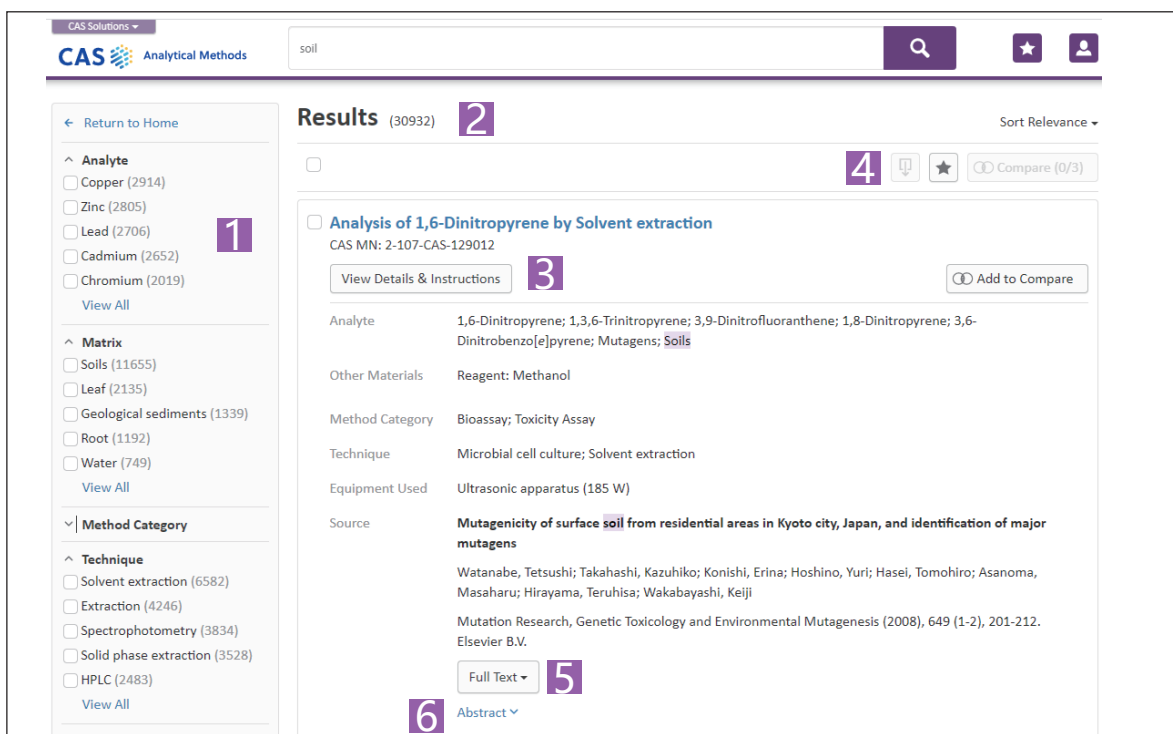 CAS Solutions
CAS Analytical Methods
soil
← Return to Home
Analyte
Copper (2914)
Zinc (2805)
Lead (2706)
Cadmium (2652)
Chromium (2019)
View All
1
Matrix
Soils (11655)
Leaf (2135)
Geological sediments (1339)
Root (1192)
Water (749)
View All
Method Category
Technique
Solvent extraction (6582)
Extraction (4246)
Spectrophotometry (3834)
Solid phase extraction (3528)
HPLC (2483)
View All
Results (30932) 2
Sort Relevance
4 Compare (0/3)
Analysis of 1,6-Dinitropyrene by Solvent extraction
CAS MN: 2-107-CAS-129012
View Details & Instructions 3 Add to Compare
Analyte 1,6-Dinitropyrene; 1,3,6-Trinitropyrene; 3,9-Dinitrofluoranthene; 1,8-Dinitropyrene; 3,6-
Dinitrobenzo[e]pyrene; Mutagens; Soils
Other Materials Reagent: Methanol
Method Category Bioassay; Toxicity Assay
Technique Microbial cell culture; Solvent extraction
Equipment Used Ultrasonic apparatus (185 W)
Source Mutagenicity of surface soil from residential areas in Kyoto city, Japan, and identification of major
mutagens
Watanabe, Tetsushi; Takahashi, Kazuhiko; Konishi, Erina; Hoshino, Yuri; Hasei, Tomohiro; Asanoma,
Masaharu; Hirayama, Teruhisa; Wakabayashi, Keiji
Mutation Research, Genetic Toxicology and Environmental Mutagenesis (2008), 649 (1-2), 201-212.
Elsevier B.V.
Full Text 5
6 Abstract